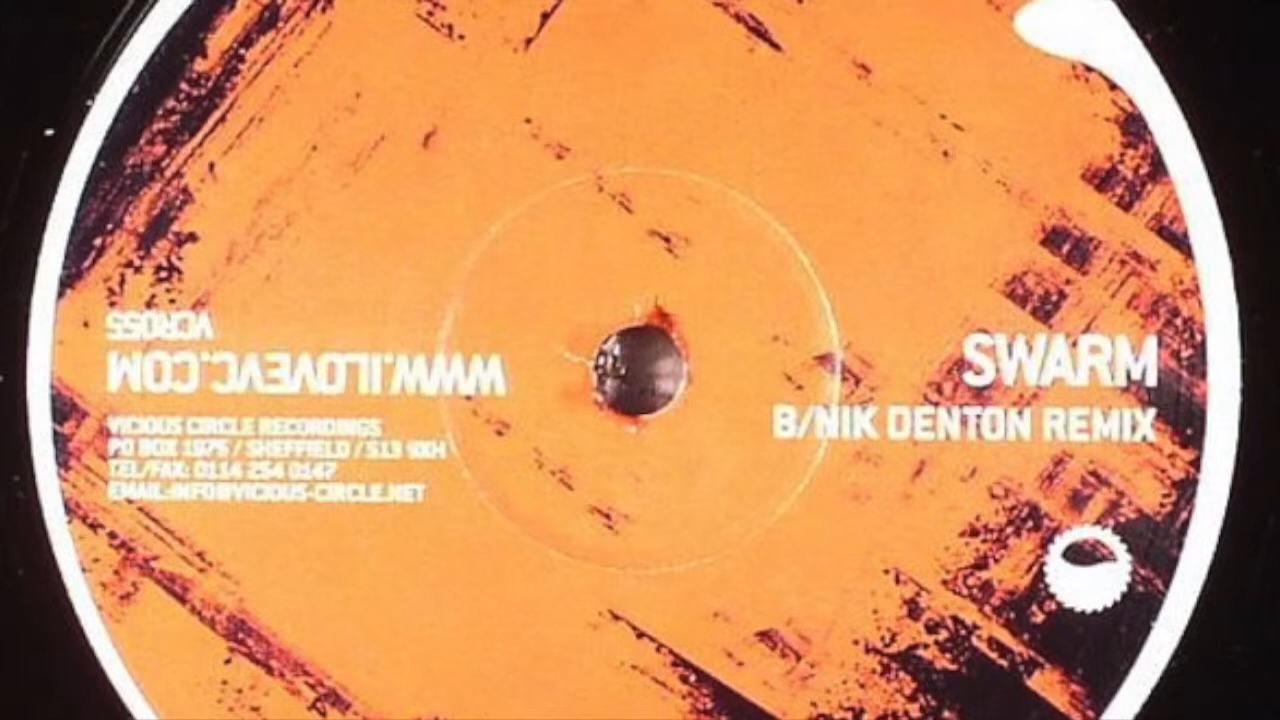 VCR055
WWW.ILOVEVC.COM
VICIOUS CIRCLE RECORDINGS
PO BOX 1975 / SHEFFIELD / S13 9XH
TEL/FAX: 0114 254 0147
EMAIL:INFO@VICIOUS-CIRCLE.NET
SWARM
B/NIK DENTON REMIX